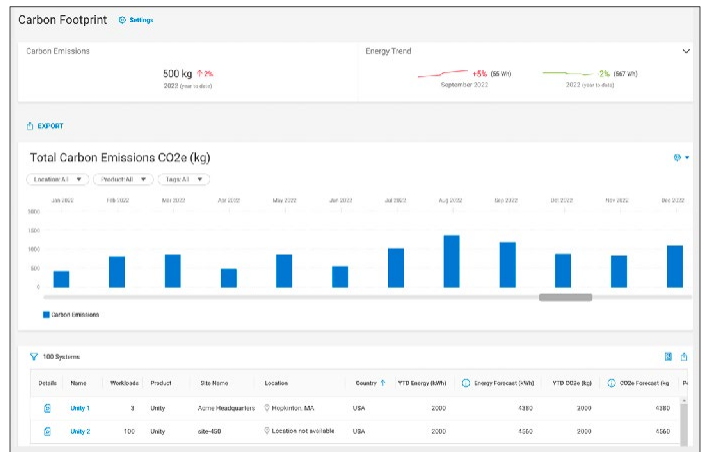 Carbon Footprint Settings
Carbon Emissions
Energy Trend
500 kg 2%
2022 (year to date)
+5% (55 Wh)
September 2022
2% (567 Wh)
2022 (year to date)
EXPORT
Total Carbon Emissions CO2e (kg)
Location: All Product: All Tags: All
Jan 2022 Feb 2022 Mar 2022 Apr 2022 May 2022 Jun 2022 Jul 2022 Aug 2022 Sep 2022 Oct 2022 Nov 2022 Dec 2022
1500
1000
500
0
Carbon Emissions
100 Systems
Details Name Workloads Product Site Name Location Country YTD Energy (kWh) Energy Forecast (kWh) YTD CO2e (kg) CO2e Forecast (kg
Unity 1 3 Unity Acme Headquarters Hopkinton, MA USA 2000 4380 2000 4380
Unity 2 100 Unity site-450 Location not available USA 2000 4560 2000 4560